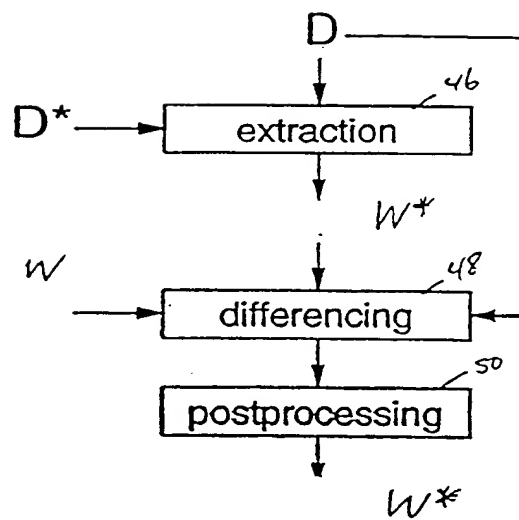 D
46
D*
extraction
W*
W
48
differencing
50
postprocessing
W*